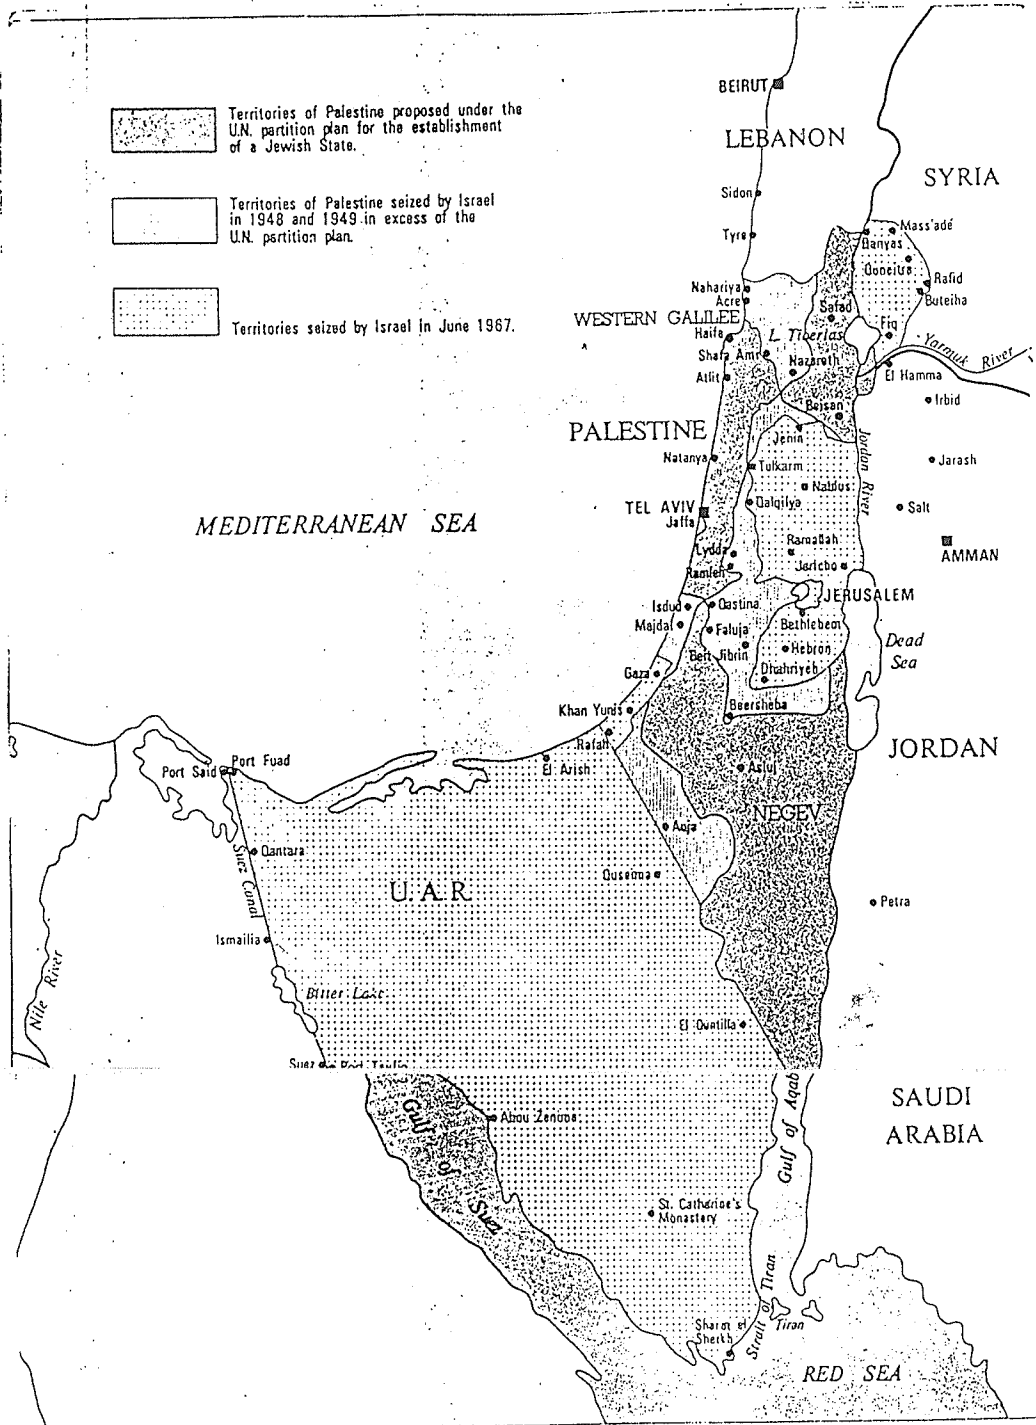 Territories of Palestine proposed under the
U.N. partition plan for the establishment
of a Jewish State.
Territories of Palestine seized by Israel
in 1948 and 1949 in excess of the
U.N. partition plan.
Territories seized by Israel in June 1967.
BEIRUT
LEBANON
SYRIA
Sidon
Tyre
Mass'adé
Banyas
Quneitra
Rafid
Buteiha
Nahariya
Acre
Safad
WESTERN GALILEE
Haifa
L. Tiberias
Fiq
Yarmuk River
Shafa Amr
Nazareth
Atlit
El Hamma
Beisan
Irbid
PALESTINE
Jenin
Jordan River
Natanya
Tulkarm
Jarash
Nablus
Qalqilya
Salt
TEL AVIV
Jaffa
MEDITERRANEAN SEA
Ramallah
AMMAN
Lydda
Ramleh
Jericho
JERUSALEM
Isdud
Qastina
Bethlehem
Majdal
Faluja
Hebron
Dead
Sea
Beit Jibrin
Dhahriyeh
Gaza
Khan Yunis
Beersheba
Rafah
JORDAN
Port Said
Port Fuad
El Arish
Asluj
NEGEV
Auja
Suez Canal
Qantara
Quseima
U.A.R.
Petra
Ismailia
Nile River
Bitter Lake
El Quntilla
Suez
Gulf of Suez
Abou Zenima
Gulf of Aqab
SAUDI
ARABIA
St. Catharine's
Monastery
Strait of Tiran
Sharm el
Sheikh
Tiran
RED SEA